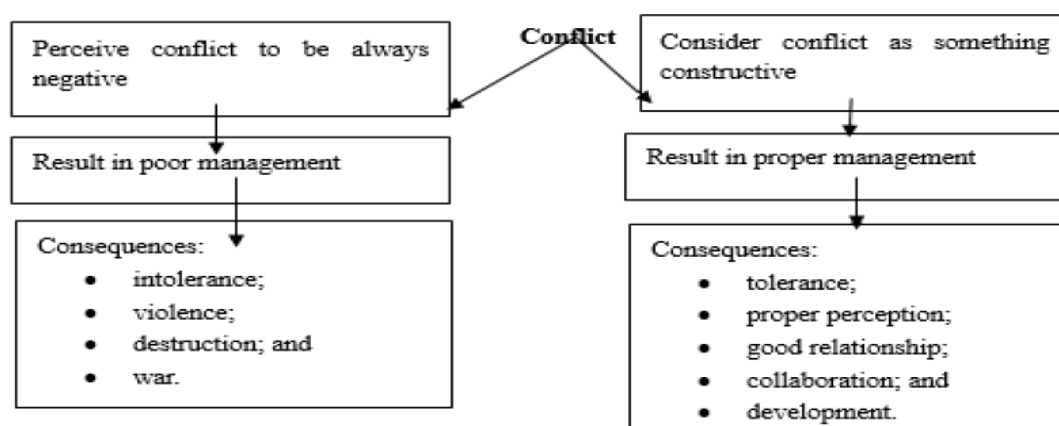 Conflict
Perceive conflict to be always
negative
Result in poor management
Consequences:
• intolerance;
• violence;
• destruction; and
• war.
Consider conflict as something
constructive
Result in proper management
Consequences:
• tolerance;
• proper perception;
• good relationship;
• collaboration; and
• development.